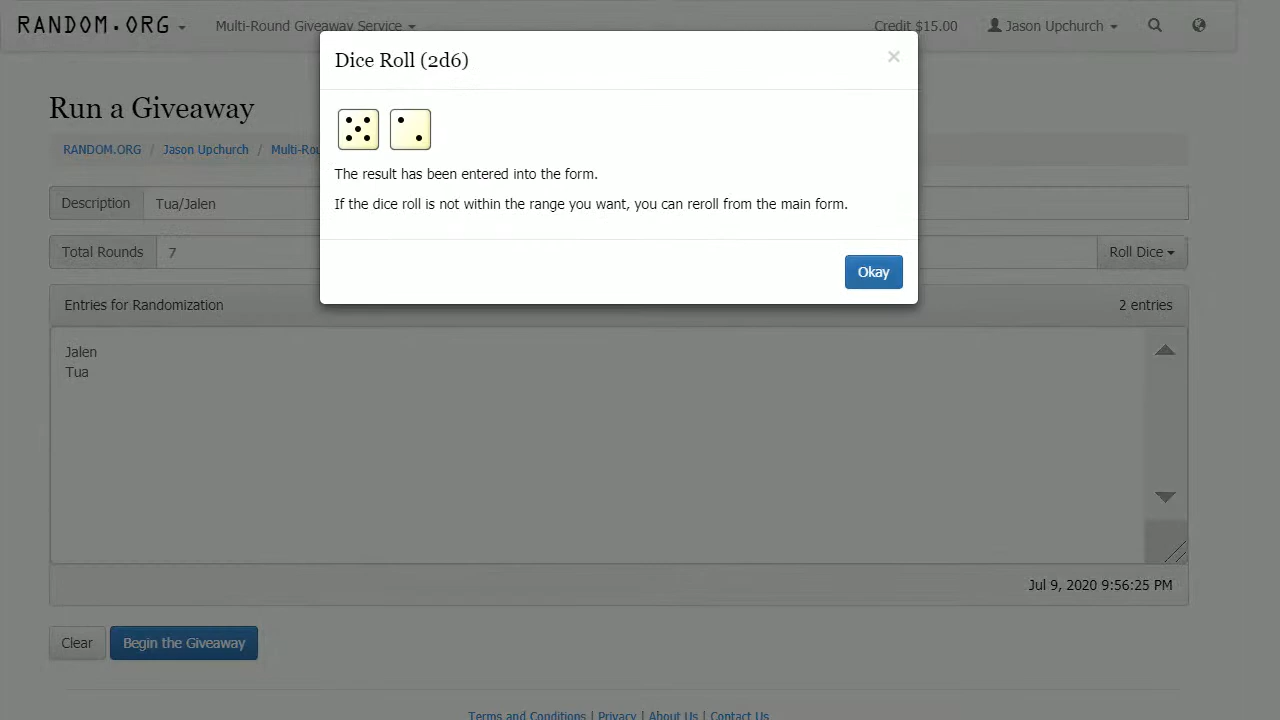 RANDOM.ORG Multi-Round Giveaway Service Credit $15.00 Jason Upchurch
Dice Roll (2d6) ×
Run a Giveaway
RANDOM.ORG / Jason Upchurch /
The result has been entered into the form.
Description Tua/Jalen
If the dice roll is not within the range you want, you can reroll from the main form.
Total Rounds 7 Roll Dice
Okay
Entries for Randomization 2 entries
Jalen
Tua
Jul 9, 2020 9:56:25 PM
Clear Begin the Giveaway
Terms and Conditions | Privacy | About Us | Contact Us